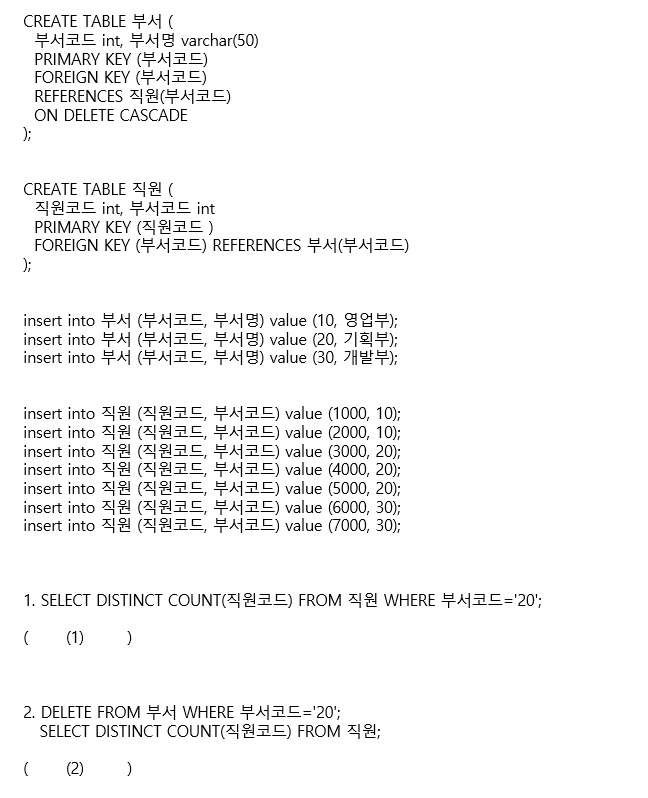 CREATE TABLE 부서 (
부서코드 int, 부서명 varchar(50)
PRIMARY KEY (부서코드)
FOREIGN KEY (부서코드)
REFERENCES 직원(부서코드)
ON DELETE CASCADE
);
CREATE TABLE 직원 (
직원코드 int, 부서코드 int
PRIMARY KEY (직원코드 )
FOREIGN KEY (부서코드) REFERENCES 부서(부서코드)
);
insert into 부서 (부서코드, 부서명) value (10, 영업부);
insert into 부서 (부서코드, 부서명) value (20, 기획부);
insert into 부서 (부서코드, 부서명) value (30, 개발부);
insert into 직원 (직원코드, 부서코드) value (1000, 10);
insert into 직원 (직원코드, 부서코드) value (2000, 10);
insert into 직원 (직원코드, 부서코드) value (3000, 20);
insert into 직원 (직원코드, 부서코드) value (4000, 20);
insert into 직원 (직원코드, 부서코드) value (5000, 20);
insert into 직원 (직원코드, 부서코드) value (6000, 30);
insert into 직원 (직원코드, 부서코드) value (7000, 30);
1. SELECT DISTINCT COUNT(직원코드) FROM 직원 WHERE 부서코드='20';
( (1) )
2. DELETE FROM 부서 WHERE 부서코드='20';
SELECT DISTINCT COUNT(직원코드) FROM 직원;
( (2) )